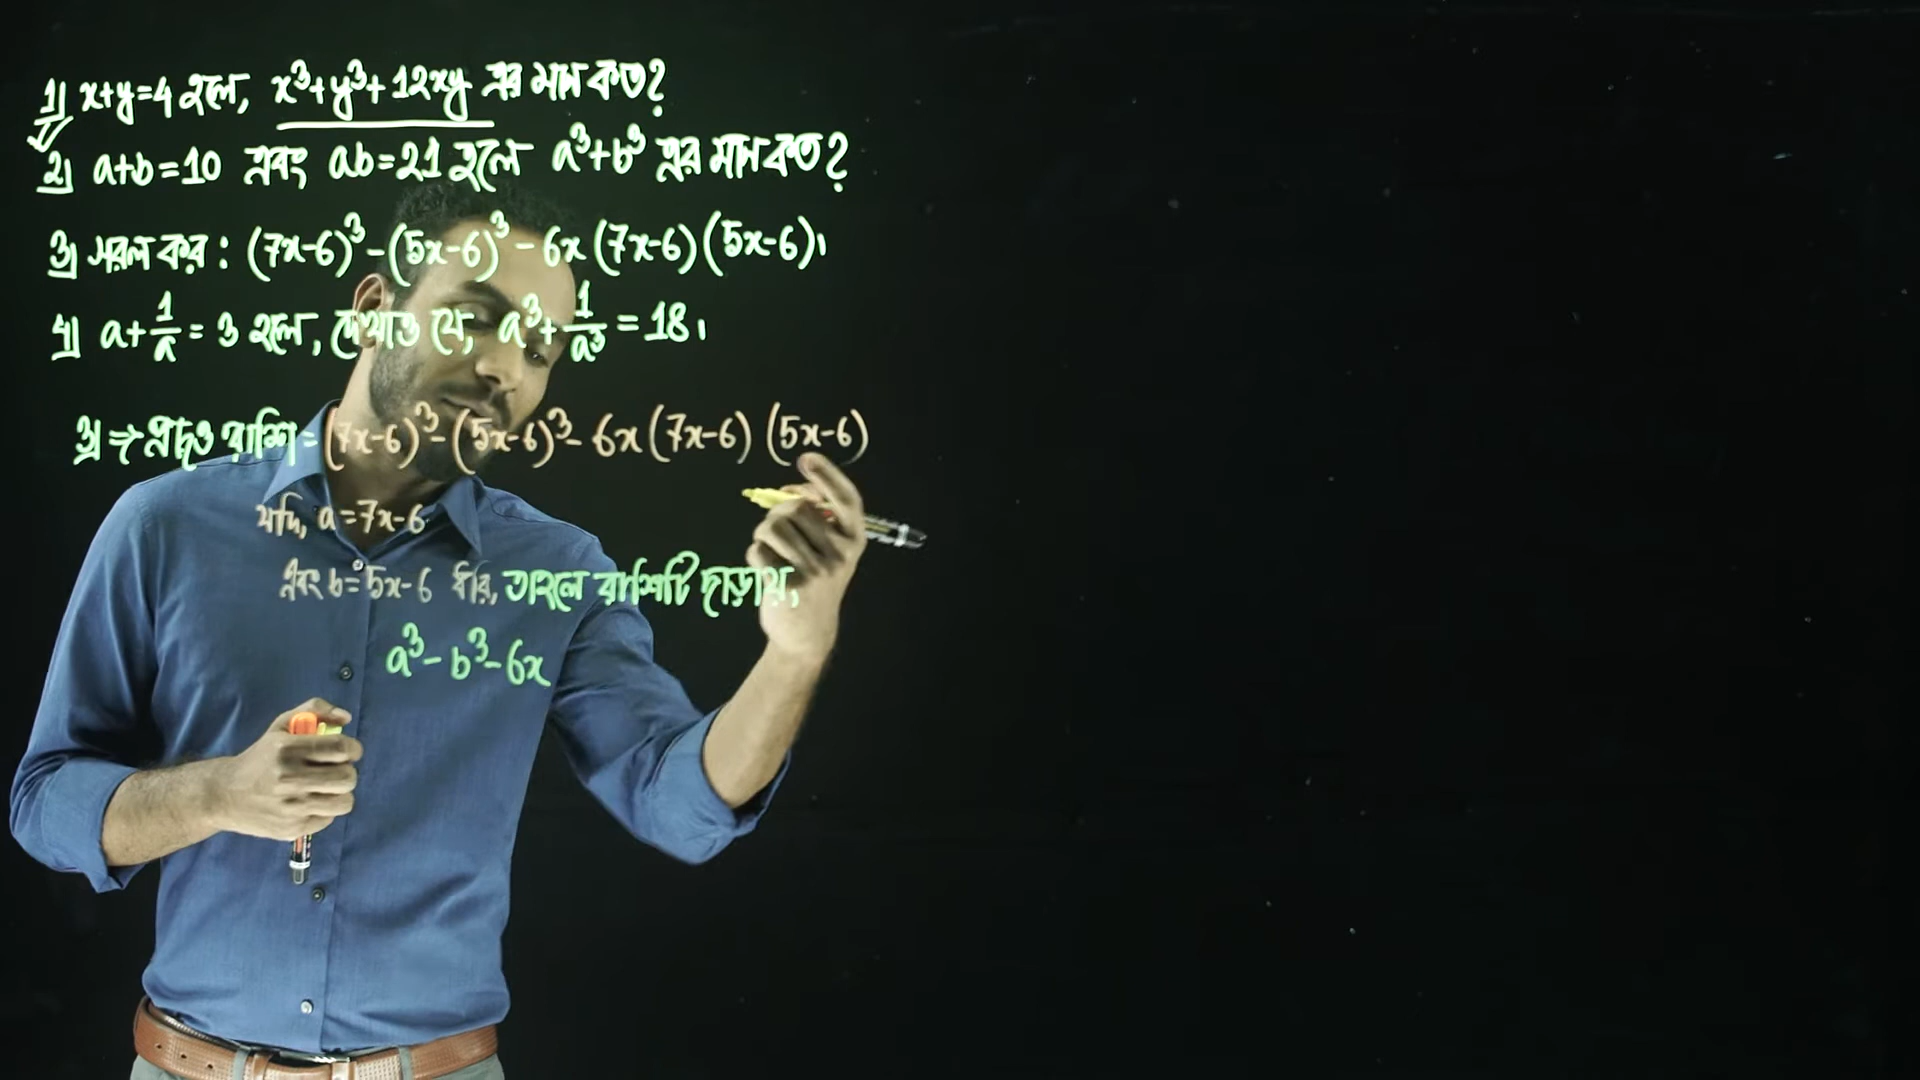 1) x+y=4 হলে, x³+y³+12xy এর মান কত?
2) a+b=10 এবং ab=21 হলে a³+b³ এর মান কত?
৩) সরল কর: (7x-6)³-(5x-6)³-6x(7x-6)(5x-6)।
৪) a+1/a=3 হলে, দেখাও যে, a³+1/a³=18।
৩) ⇒ প্রদত্ত রাশি=(7x-6)³-(5x-6)³-6x(7x-6)(5x-6)
যদি, a=7x-6
এবং b=5x-6 ধরি, তাহলে রাশিটি দাঁড়ায়,
a³-b³-6x